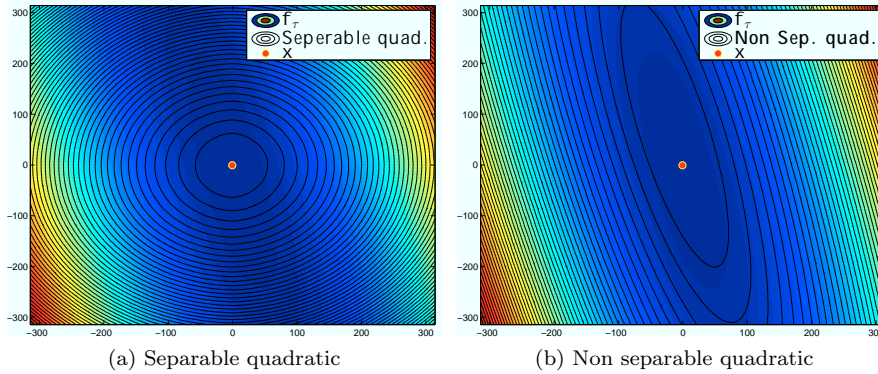 f_τ
Seperable quad.
x
300
200
100
0
−100
−200
−300
−300 −200 −100 0 100 200 300
(a) Separable quadratic
f_τ
Non Sep. quad.
x
300
200
100
0
−100
−200
−300
−300 −200 −100 0 100 200 300
(b) Non separable quadratic